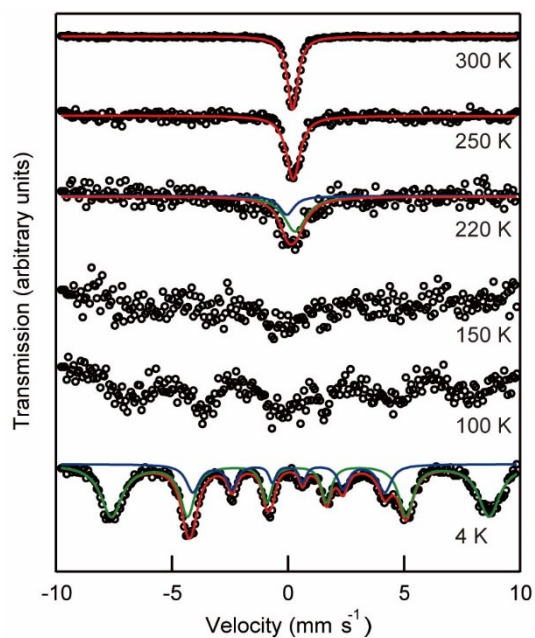 Transmission (arbitrary units)
300 K
250 K
220 K
150 K
100 K
4 K
-10
-5
0
5
10
Velocity (mm s⁻¹)